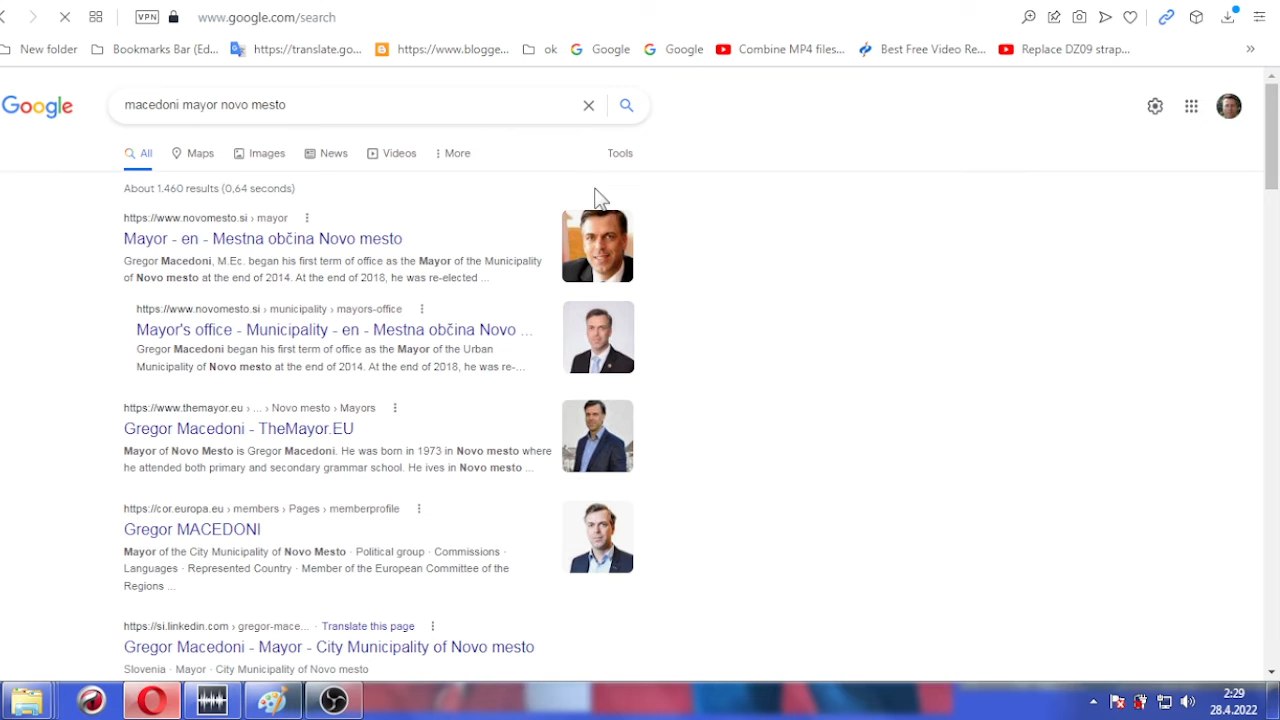 VPN www.google.com/search
New folder Bookmarks Bar (Ed... https://translate.go... https://www.blogge... ok Google Google Combine MP4 files... Best Free Video Re... Replace DZ09 strap... »
Google macedoni mayor novo mesto
All Maps Images News Videos More Tools
About 1.460 results (0,64 seconds)
https://www.novomesto.si › mayor
Mayor - en - Mestna občina Novo mesto
Gregor Macedoni, M.Ec. began his first term of office as the Mayor of the Municipality
of Novo mesto at the end of 2014. At the end of 2018, he was re-elected ...
https://www.novomesto.si › municipality › mayors-office
Mayor's office - Municipality - en - Mestna občina Novo ...
Gregor Macedoni began his first term of office as the Mayor of the Urban
Municipality of Novo mesto at the end of 2014. At the end of 2018, he was re-...
https://www.themayor.eu › ... › Novo mesto › Mayors
Gregor Macedoni - TheMayor.EU
Mayor of Novo Mesto is Gregor Macedoni. He was born in 1973 in Novo mesto where
he attended both primary and secondary grammar school. He ives in Novo mesto ...
https://cor.europa.eu › members › Pages › memberprofile
Gregor MACEDONI
Mayor of the City Municipality of Novo Mesto · Political group · Commissions ·
Languages · Represented Country · Member of the European Committee of the
Regions ...
https://si.linkedin.com › gregor-mace... · Translate this page
Gregor Macedoni - Mayor - City Municipality of Novo mesto
Slovenia · Mayor · City Municipality of Novo mesto
2:29
28.4.2022